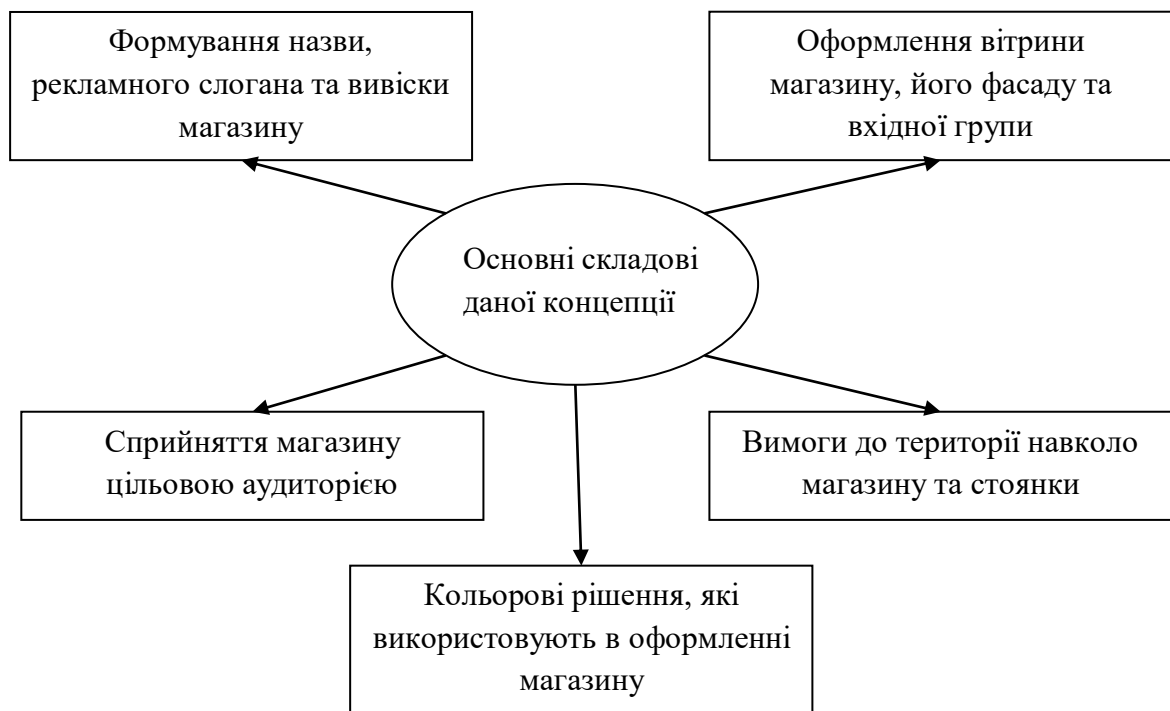 Формування назви,
рекламного слогана та вивіски
магазину
Оформлення вітрини
магазину, його фасаду та
вхідної групи
Основні складові
даної концепції
Сприйняття магазину
цільовою аудиторією
Вимоги до території навколо
магазину та стоянки
Кольорові рішення, які
використовують в оформленні
магазину